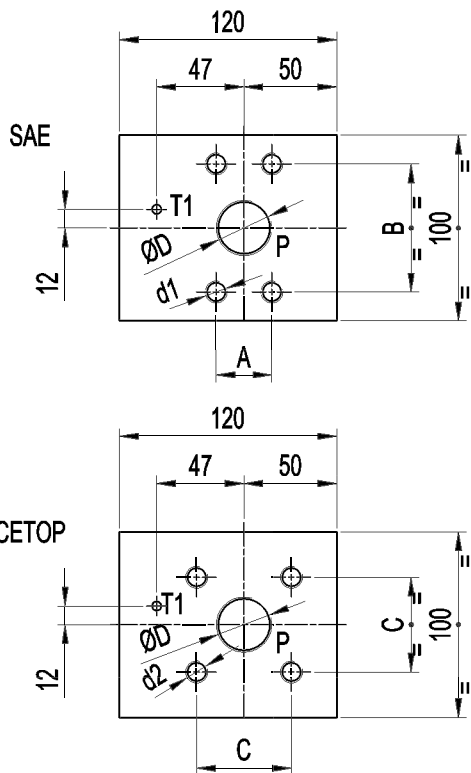 120
47
50
SAE
T1
ØD
P
12
d1
A
B
100
=
=
=
=
120
47
50
CETOP
T1
ØD
P
12
d2
C
C
100
=
=
=
=